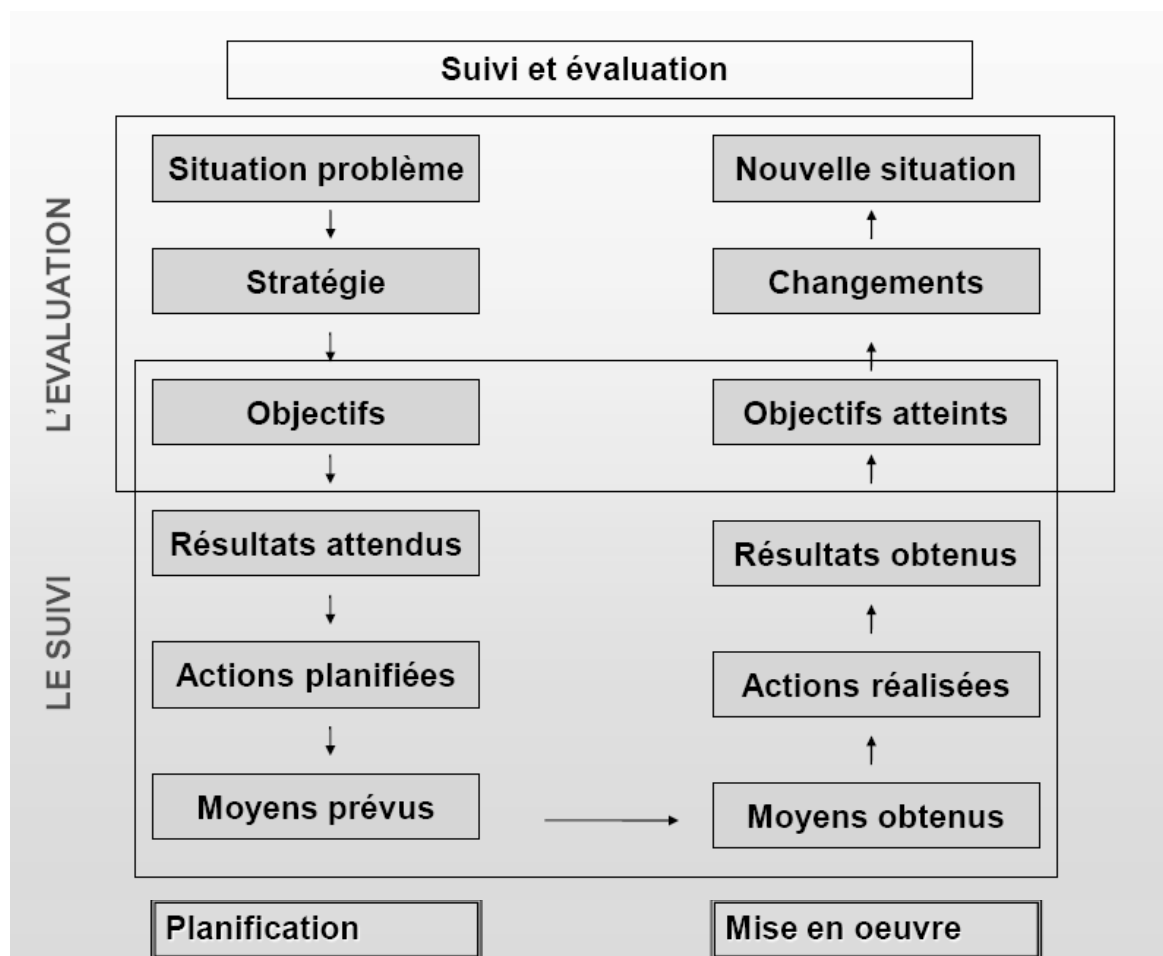 Suivi et évaluation
L'EVALUATION
LE SUIVI
Situation problème
Nouvelle situation
Stratégie
Changements
Objectifs
Objectifs atteints
Résultats attendus
Résultats obtenus
Actions planifiées
Actions réalisées
Moyens prévus
Moyens obtenus
Planification
Mise en oeuvre